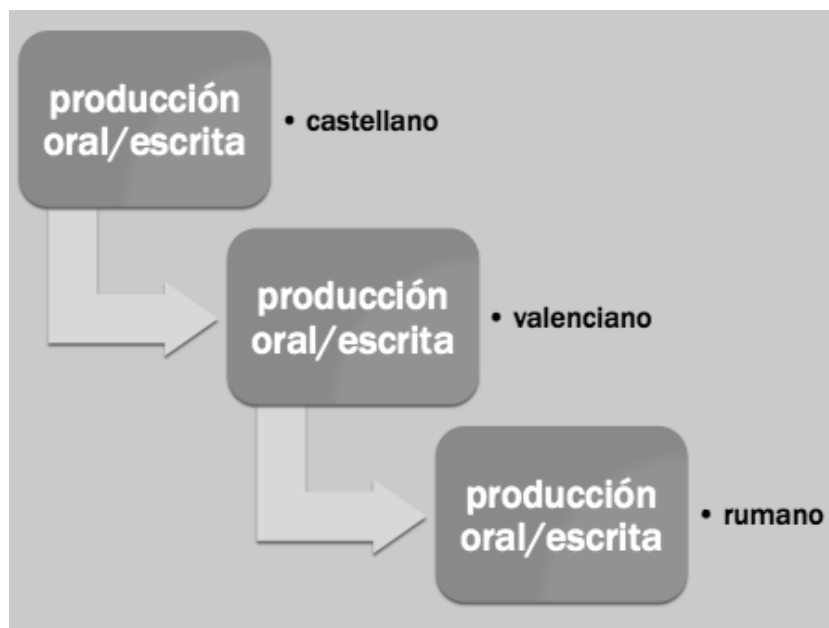 producción
oral/escrita
• castellano
producción
oral/escrita
• valenciano
producción
oral/escrita
• rumano